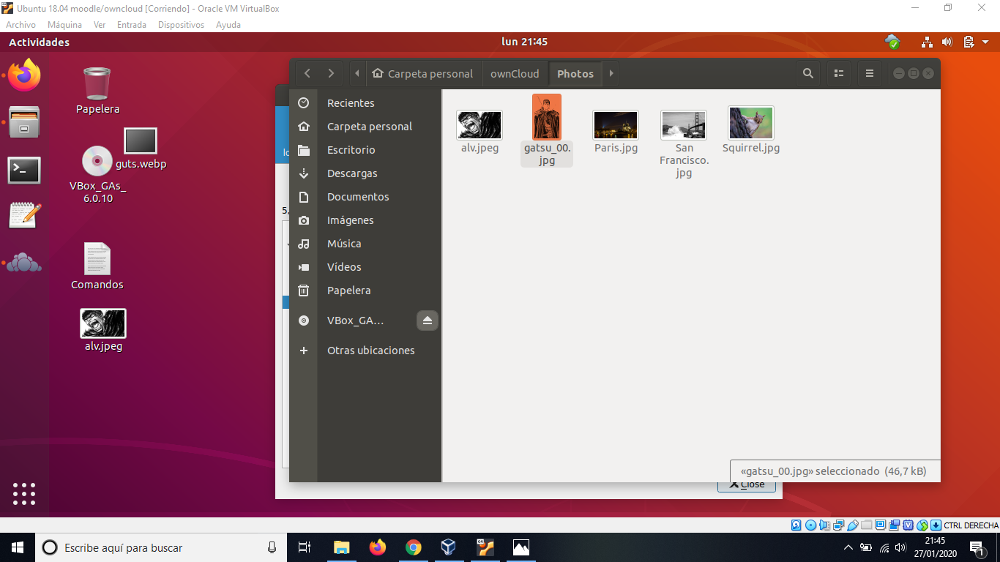 Ubuntu 18.04 moodle/owncloud [Corriendo] - Oracle VM VirtualBox
Archivo Máquina Ver Entrada Dispositivos Ayuda
Actividades
lun 21:45
Carpeta personal
ownCloud
Photos
Papelera
guts.webp
VBox_GAs_
6.0.10
Comandos
alv.jpeg
5,
Recientes
Carpeta personal
Escritorio
Descargas
Documentos
Imágenes
Música
Vídeos
Papelera
VBox_GA...
Otras ubicaciones
alv.jpeg
gatsu_00.
jpg
Paris.jpg
San
Francisco.
jpg
Squirrel.jpg
«gatsu_00.jpg» seleccionado (46,7 kB)
Close
CTRL DERECHA
Escribe aquí para buscar
21:45
27/01/2020
1